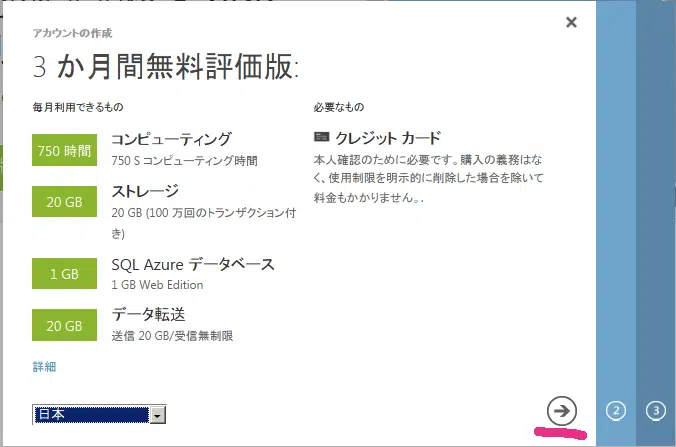 アカウントの作成
3 か月間無料評価版:
毎月利用できるもの
750 時間
コンピューティング
750 S コンピューティング時間
20 GB
ストレージ
20 GB (100 万回のトランザクション付
き)
1 GB
SQL Azure データベース
1 GB Web Edition
20 GB
データ転送
送信 20 GB/受信無制限
詳細
日本
必要なもの
クレジット カード
本人確認のために必要です。購入の義務はな
く、使用制限を明示的に削除した場合を除いて
料金もかかりません。.
2
3